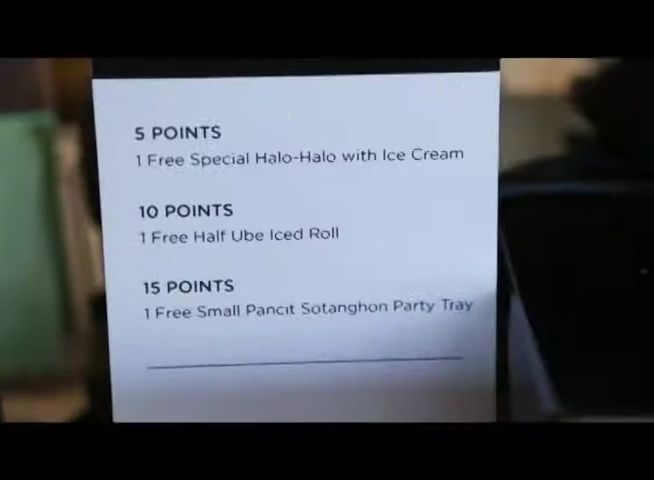 5 POINTS
1 Free Special Halo-Halo with Ice Cream
10 POINTS
1 Free Half Ube Iced Roll
15 POINTS
1 Free Small Pancit Sotanghon Party Tray